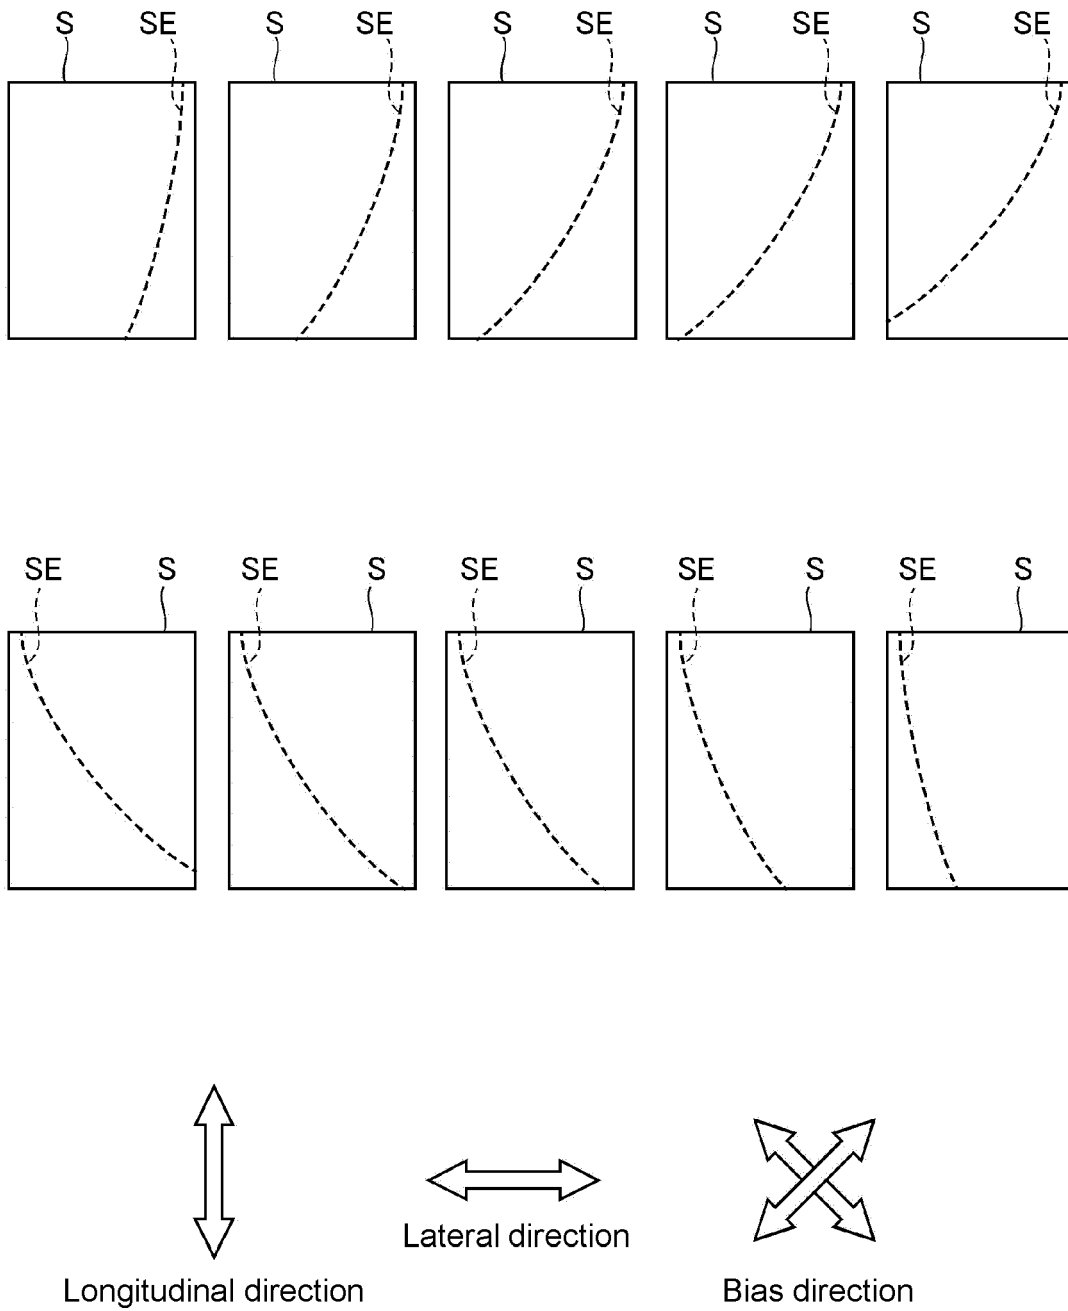 S SE S SE S SE S SE S SE
SE S SE S SE S SE S SE S
Lateral direction
Longitudinal direction Bias direction